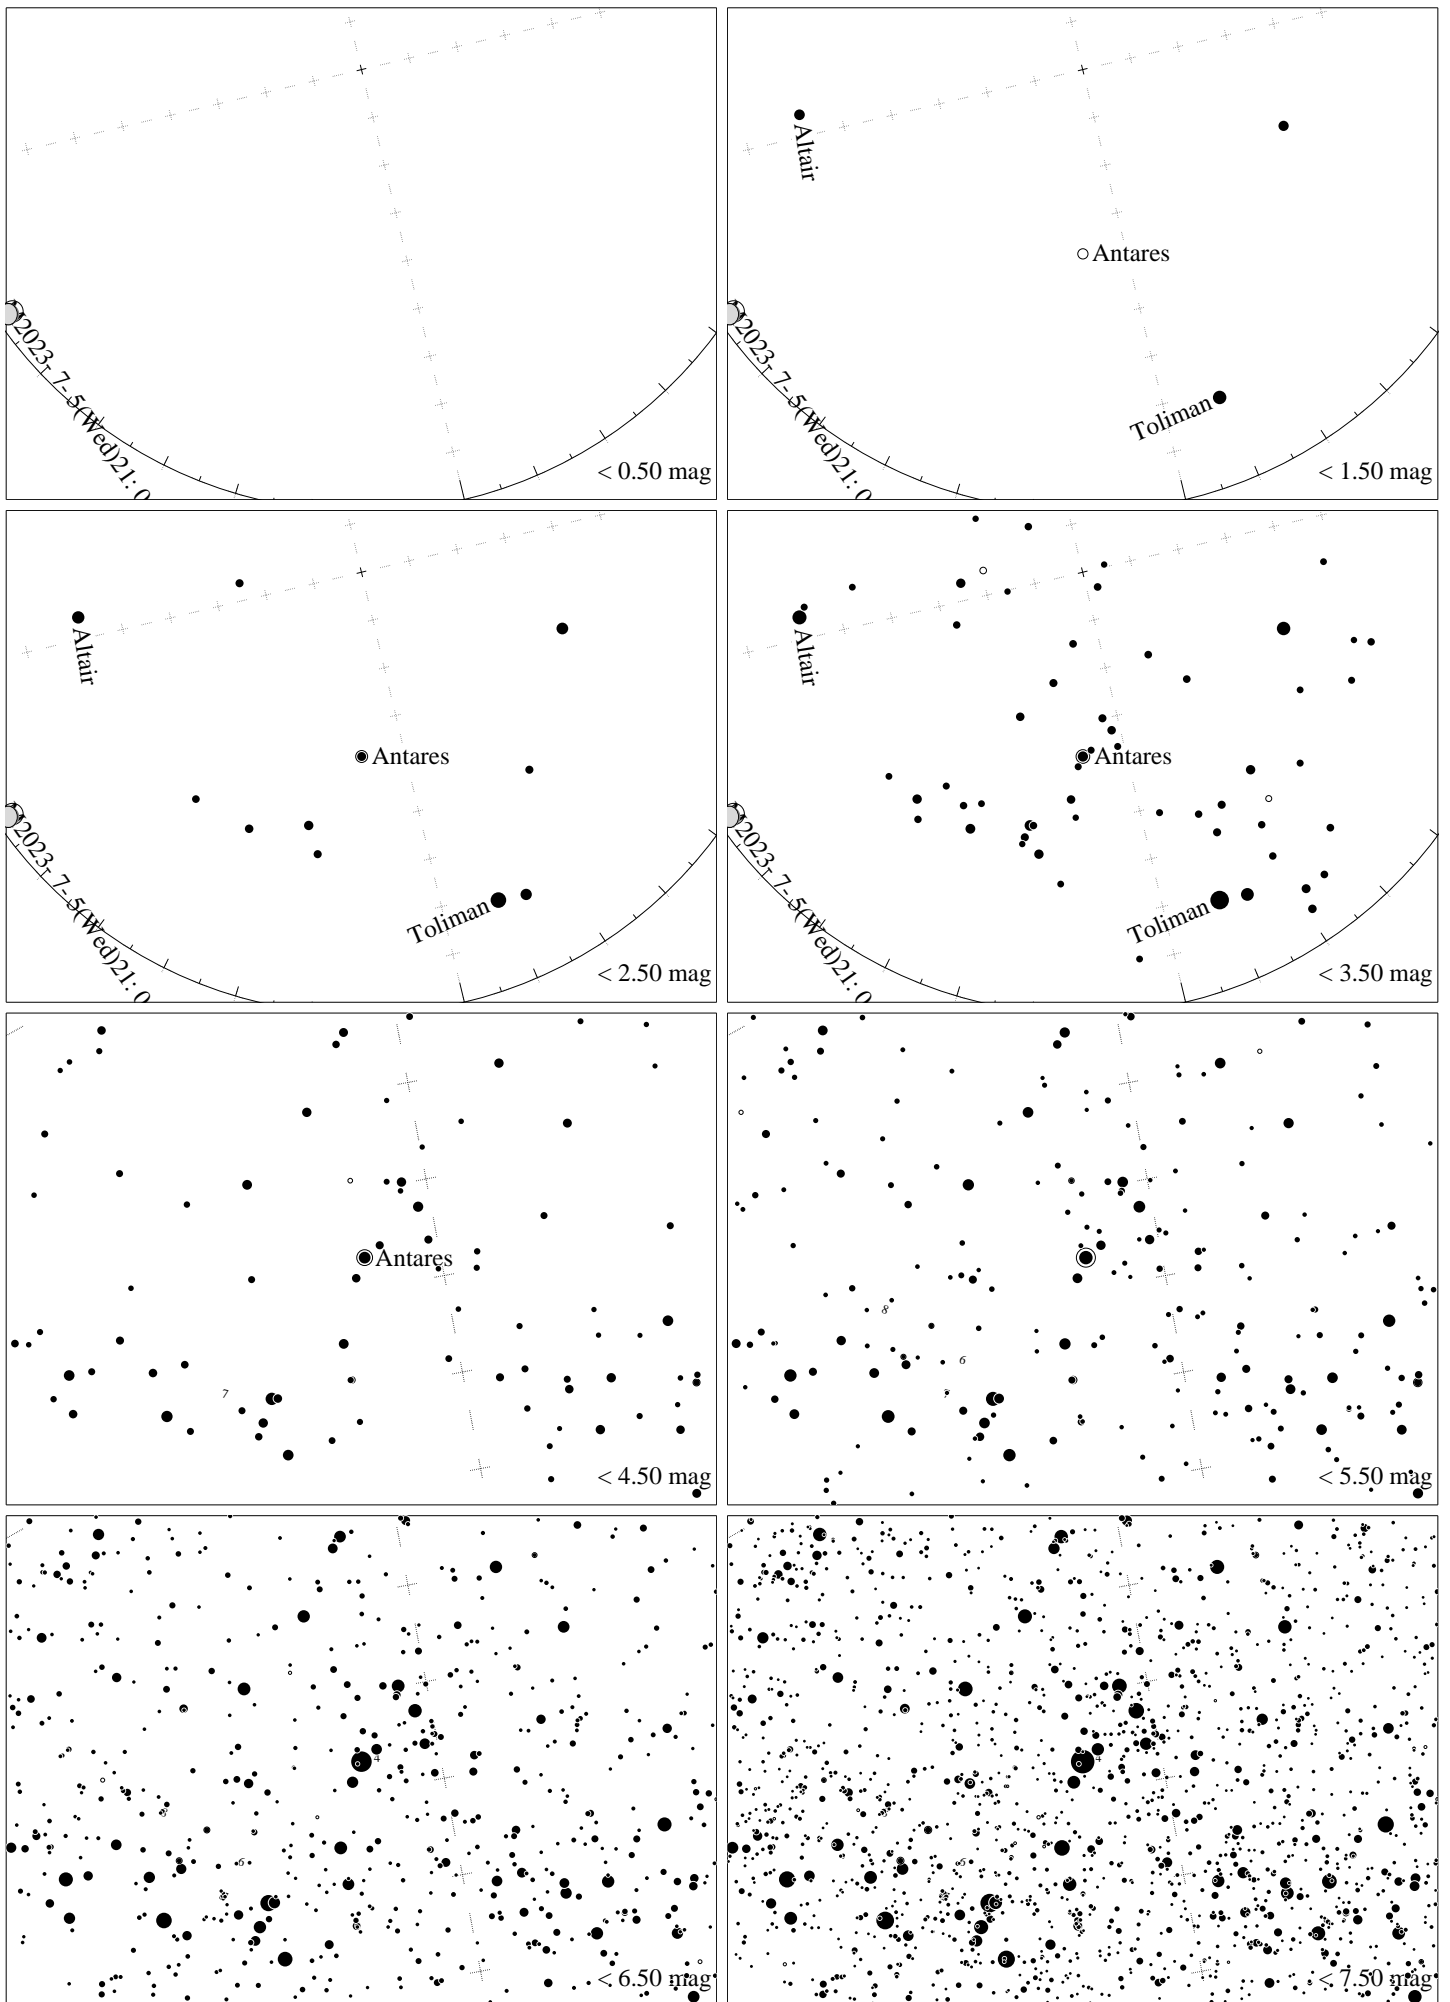 2023- 7- 5(Wed)21: 0
< 0.50 mag
Altair
Antares
Toliman
2023- 7- 5(Wed)21: 0
< 1.50 mag
Altair
Antares
Toliman
2023- 7- 5(Wed)21: 0
< 2.50 mag
Altair
Antares
Toliman
2023- 7- 5(Wed)21: 0
< 3.50 mag
Antares
7
< 4.50 mag
8
6
< 5.50 mag
4
6
< 6.50 mag
< 7.50 mag